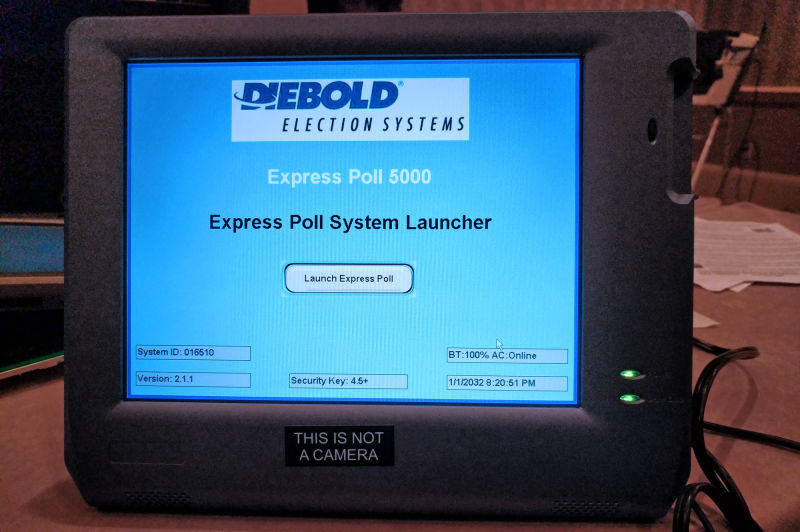 DIEBOLD®
ELECTION SYSTEMS
Express Poll 5000
Express Poll System Launcher
Launch Express Poll
System ID: 016510
BT:100% AC:Online
Version: 2.1.1
Security Key: 4.5+
1/1/2032 8:20:51 PM
THIS IS NOT
A CAMERA